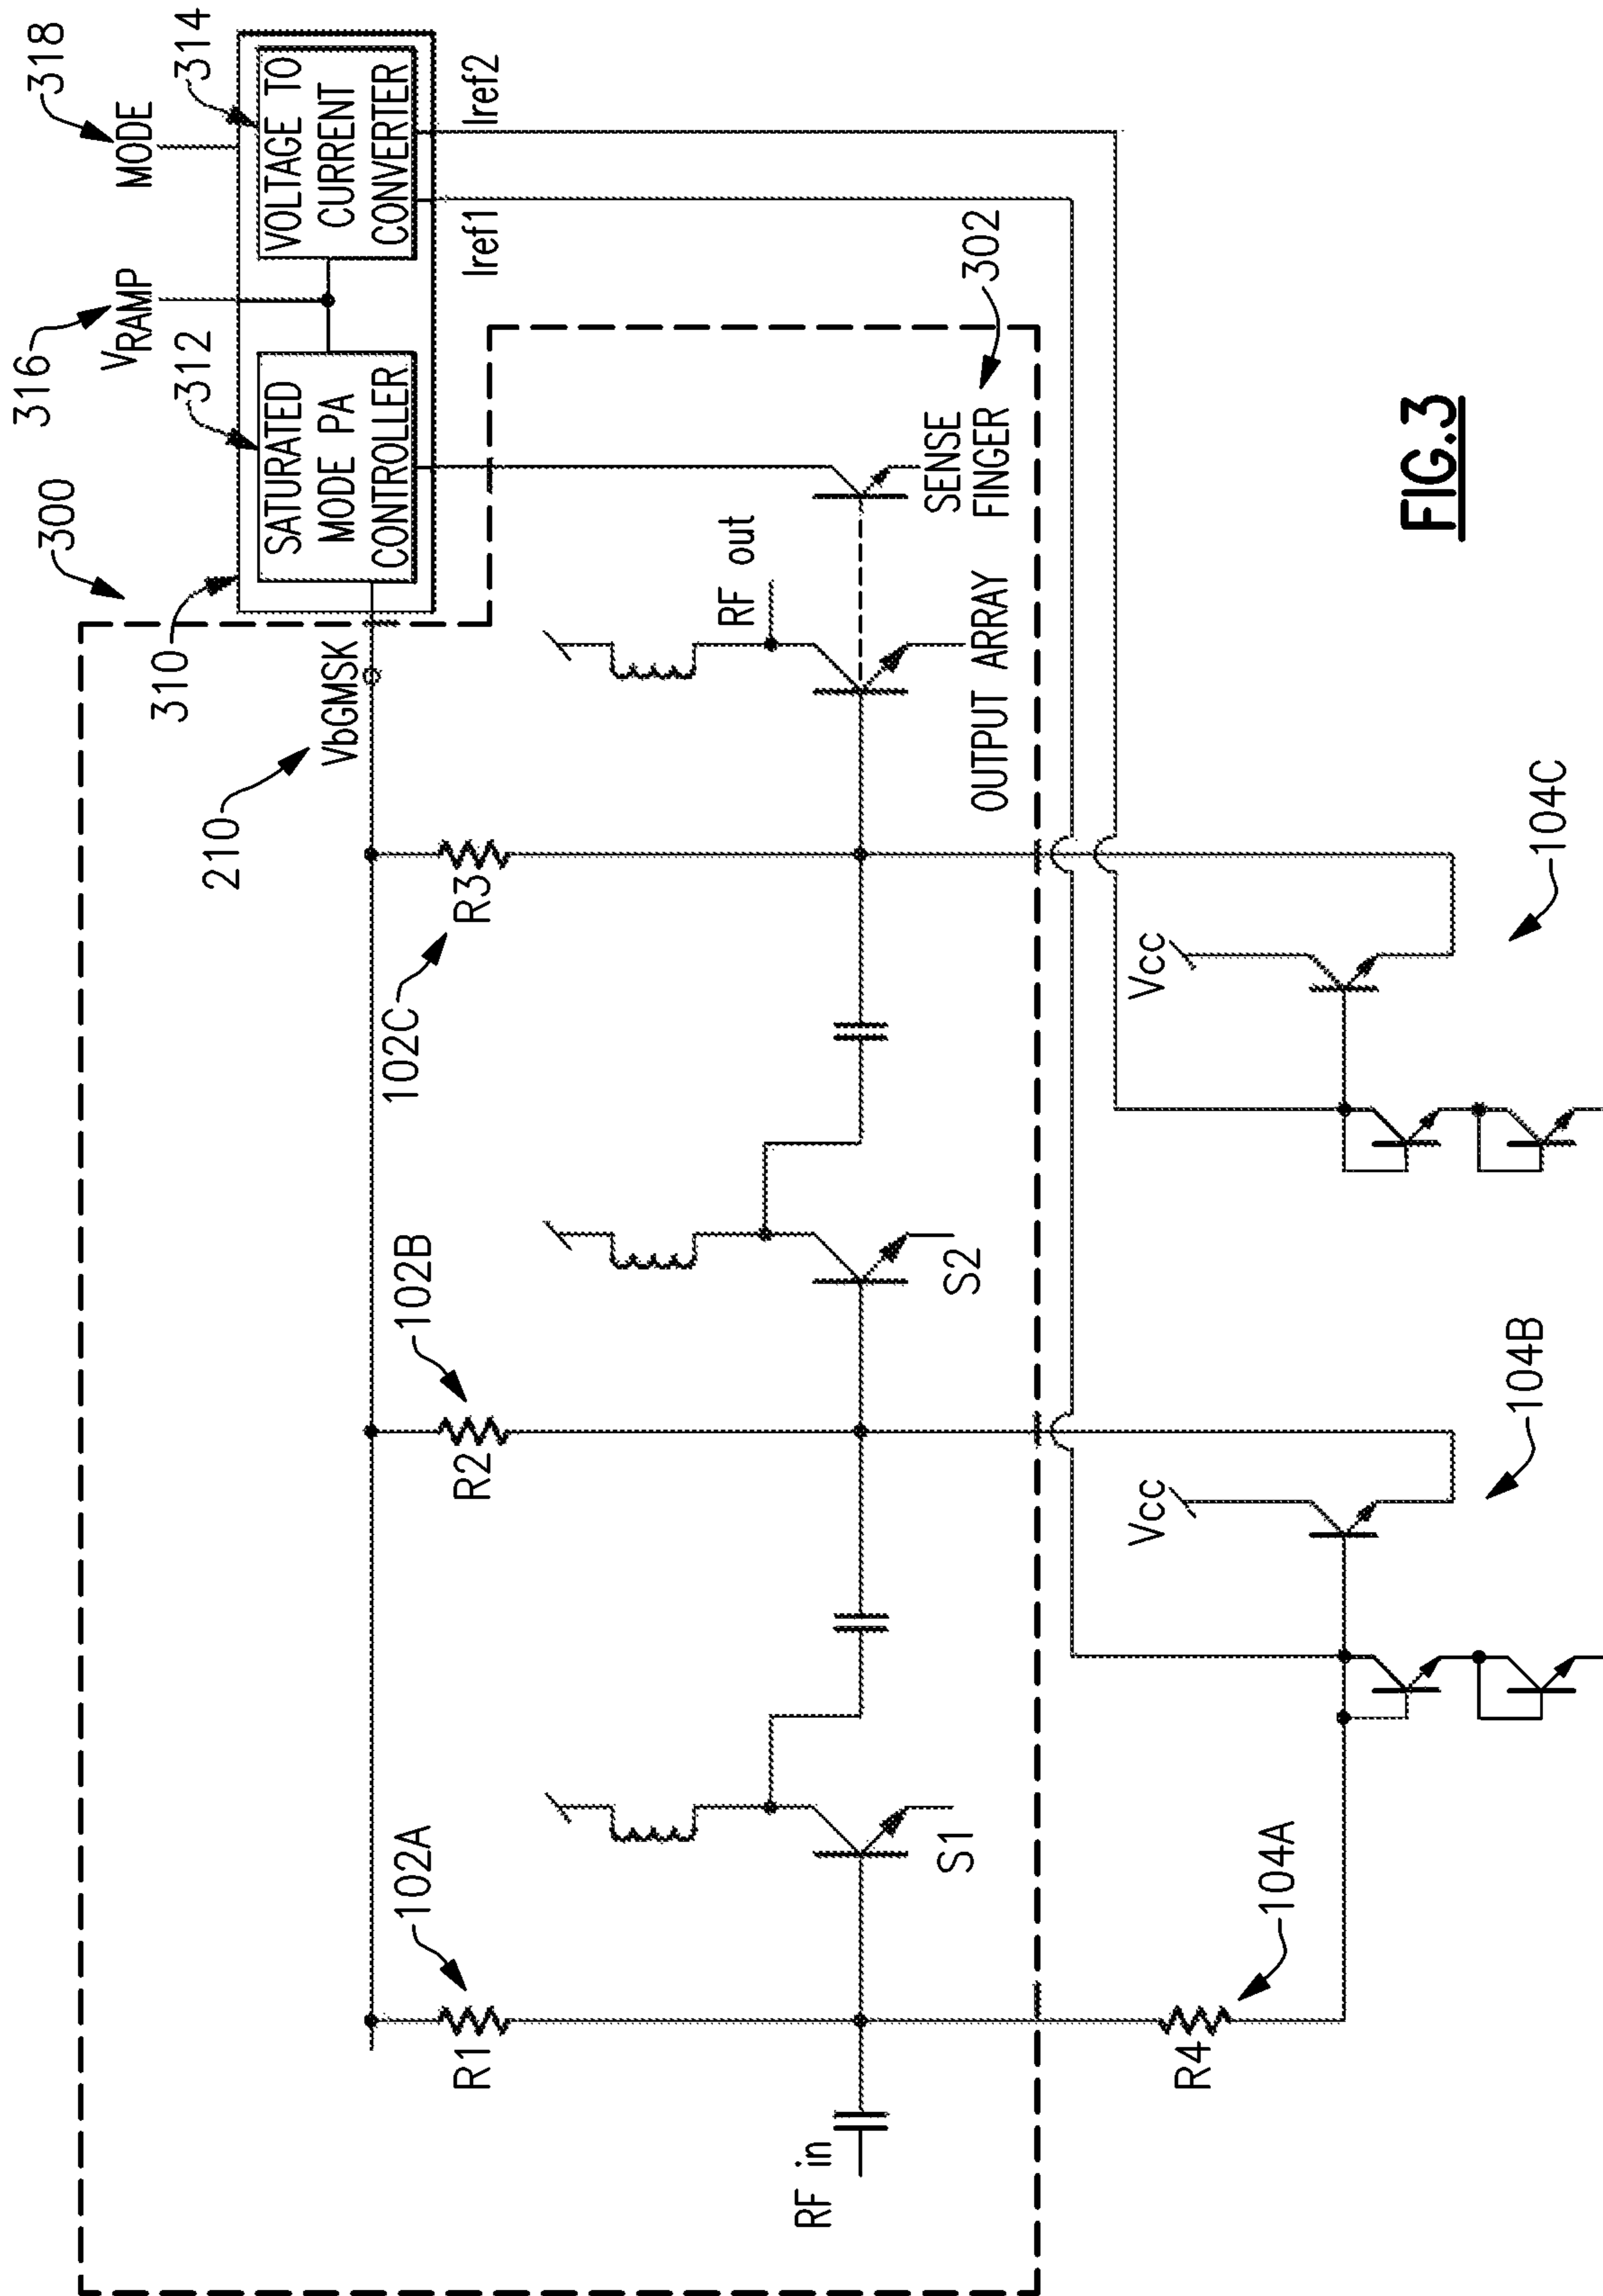 300
316
318
VRAMP
MODE
310
312
314
SATURATED
MODE PA
CONTROLLER
VOLTAGE TO
CURRENT
CONVERTER
210
VbGMSK
Iref1
Iref2
102A
R1
102B
R2
102C
R3
RF out
RF in
S1
S2
OUTPUT ARRAY
SENSE
FINGER
302
R4
104A
Vcc
104B
Vcc
104C
FIG.3